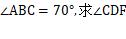 ∠ABC = 70°,求∠CDF